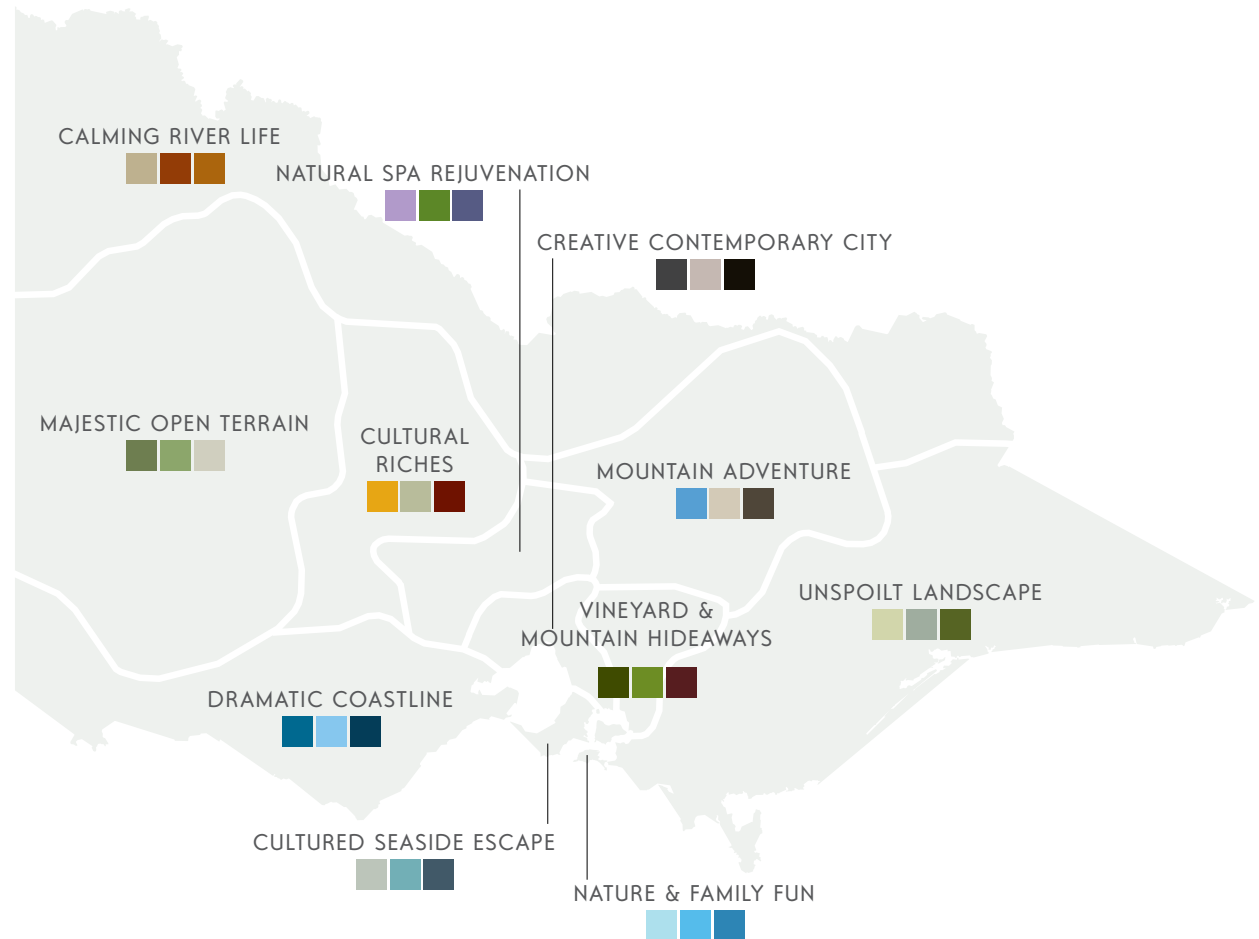 CALMING RIVER LIFE
NATURAL SPA REJUVENATION
CREATIVE CONTEMPORARY CITY
MAJESTIC OPEN TERRAIN
CULTURAL
RICHES
MOUNTAIN ADVENTURE
UNSPOILT LANDSCAPE
VINEYARD &
MOUNTAIN HIDEAWAYS
DRAMATIC COASTLINE
CULTURED SEASIDE ESCAPE
NATURE & FAMILY FUN